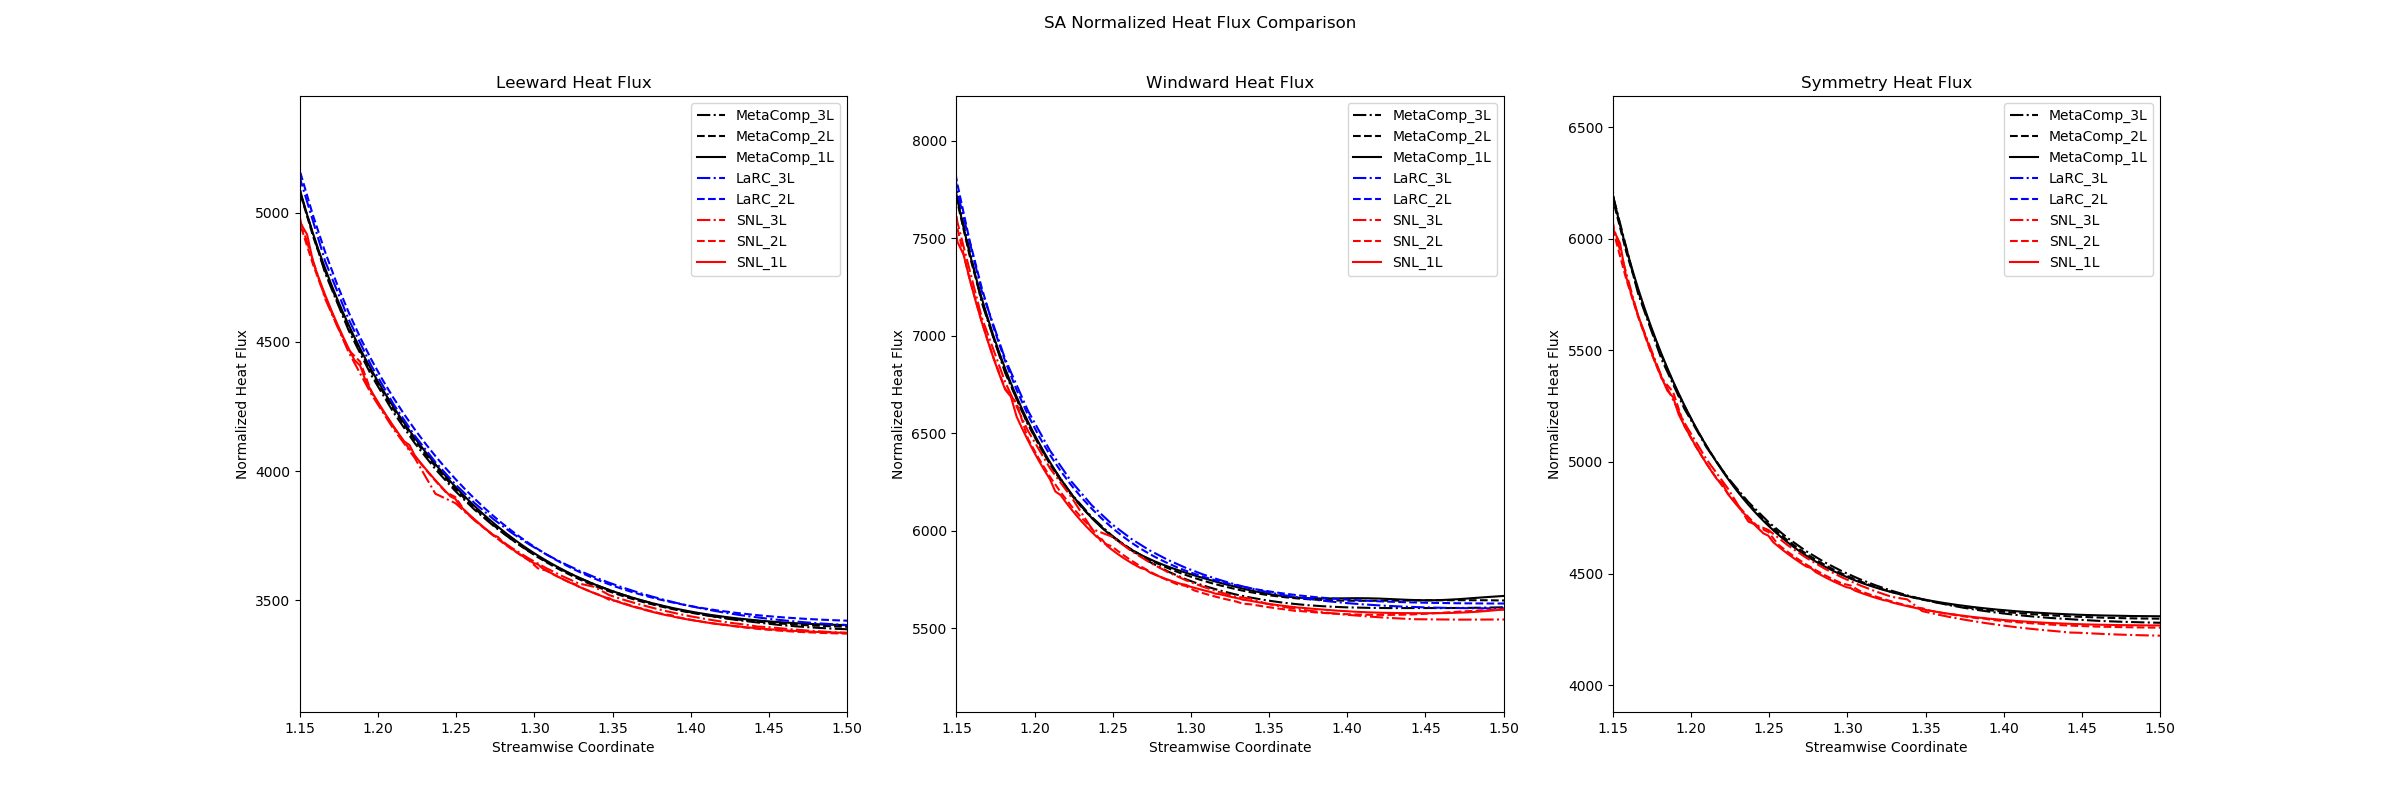 SA Normalized Heat Flux Comparison
Leeward Heat Flux
MetaComp_3L
MetaComp_2L
MetaComp_1L
LaRC_3L
LaRC_2L
SNL_3L
SNL_2L
SNL_1L
5000
4500
4000
3500
Normalized Heat Flux
1.15 1.20 1.25 1.30 1.35 1.40 1.45 1.50
Streamwise Coordinate
Windward Heat Flux
MetaComp_3L
MetaComp_2L
MetaComp_1L
LaRC_3L
LaRC_2L
SNL_3L
SNL_2L
SNL_1L
8000
7500
7000
6500
6000
5500
Normalized Heat Flux
1.15 1.20 1.25 1.30 1.35 1.40 1.45 1.50
Streamwise Coordinate
Symmetry Heat Flux
MetaComp_3L
MetaComp_2L
MetaComp_1L
LaRC_3L
LaRC_2L
SNL_3L
SNL_2L
SNL_1L
6500
6000
5500
5000
4500
4000
Normalized Heat Flux
1.15 1.20 1.25 1.30 1.35 1.40 1.45 1.50
Streamwise Coordinate